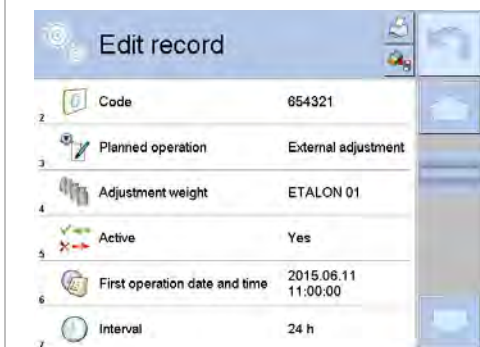 Edit record
2 Code 654321
3 Planned operation External adjustment
4 Adjustment weight ETALON 01
5 Active Yes
6 First operation date and time 2015.06.11
11:00:00
7 Interval 24 h